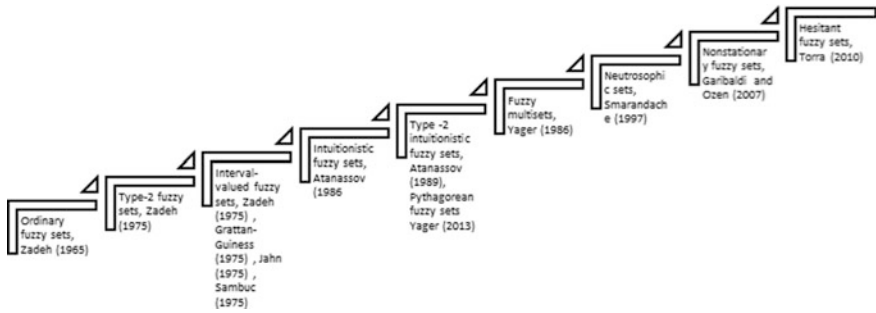 Ordinary
fuzzy sets,
Zadeh (1965)
Type-2 fuzzy
sets, Zadeh
(1975)
Interval-
valued fuzzy
sets, Zadeh
(1975) ,
Grattan-
Guiness
(1975) , Jahn
(1975) ,
Sambuc
(1975)
Intuitionistic
fuzzy sets,
Atanassov
(1986
Type -2
intuitionistic
fuzzy sets,
Atanassov
(1989),
Pythagorean
fuzzy sets
Yager (2013)
Fuzzy
multisets,
Yager (1986)
Neutrosophi
c sets,
Smarandach
e (1997)
Nonstationar
y fuzzy sets,
Garibaldi and
Ozen (2007)
Hesitant
fuzzy sets,
Torra (2010)